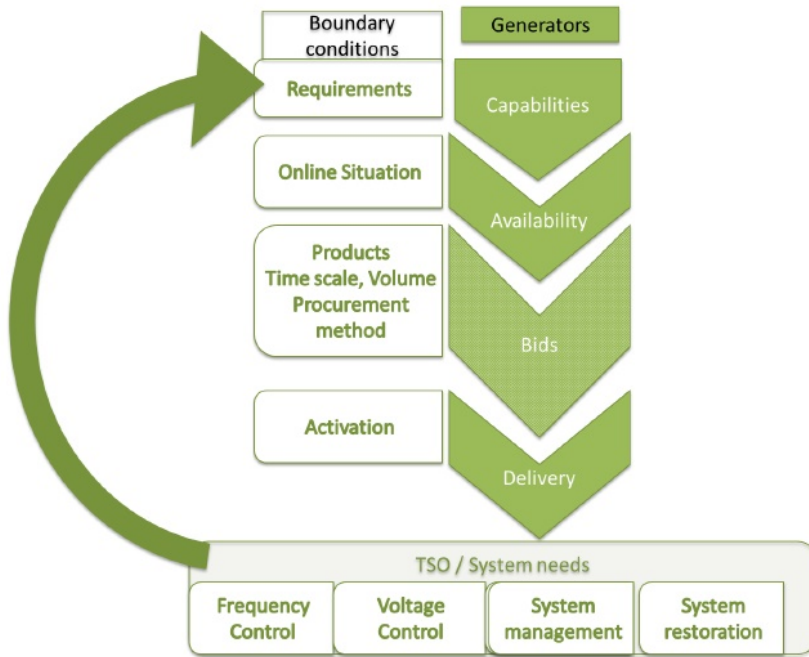 Boundary
conditions
Generators
Requirements
Capabilities
Online Situation
Availability
Products
Time scale, Volume
Procurement
method
Bids
Activation
Delivery
TSO / System needs
Frequency
Control
Voltage
Control
System
management
System
restoration